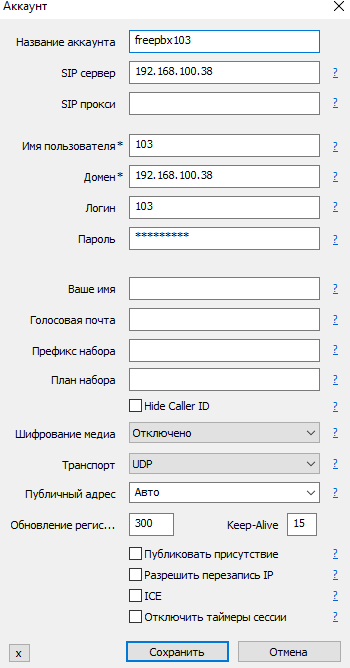 Аккаунт
Название аккаунта freepbx103
SIP сервер 192.168.100.38 ?
SIP прокси ?
Имя пользователя* 103 ?
Домен* 192.168.100.38 ?
Логин 103 ?
Пароль ********* ?
Ваше имя ?
Голосовая почта ?
Префикс набора ?
План набора ?
Hide Caller ID ?
Шифрование медиа Отключено ?
Транспорт UDP ?
Публичный адрес Авто ?
Обновление регис... 300 Keep-Alive 15 ?
Публиковать присутствие ?
Разрешить перезапись IP ?
ICE ?
Отключить таймеры сессии ?
x Сохранить Отмена